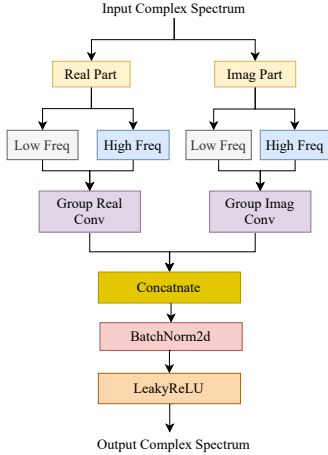 Input Complex Spectrum
Real Part
Imag Part
Low Freq
High Freq
Low Freq
High Freq
Group Real
Conv
Group Imag
Conv
Concatnate
BatchNorm2d
LeakyReLU
Output Complex Spectrum